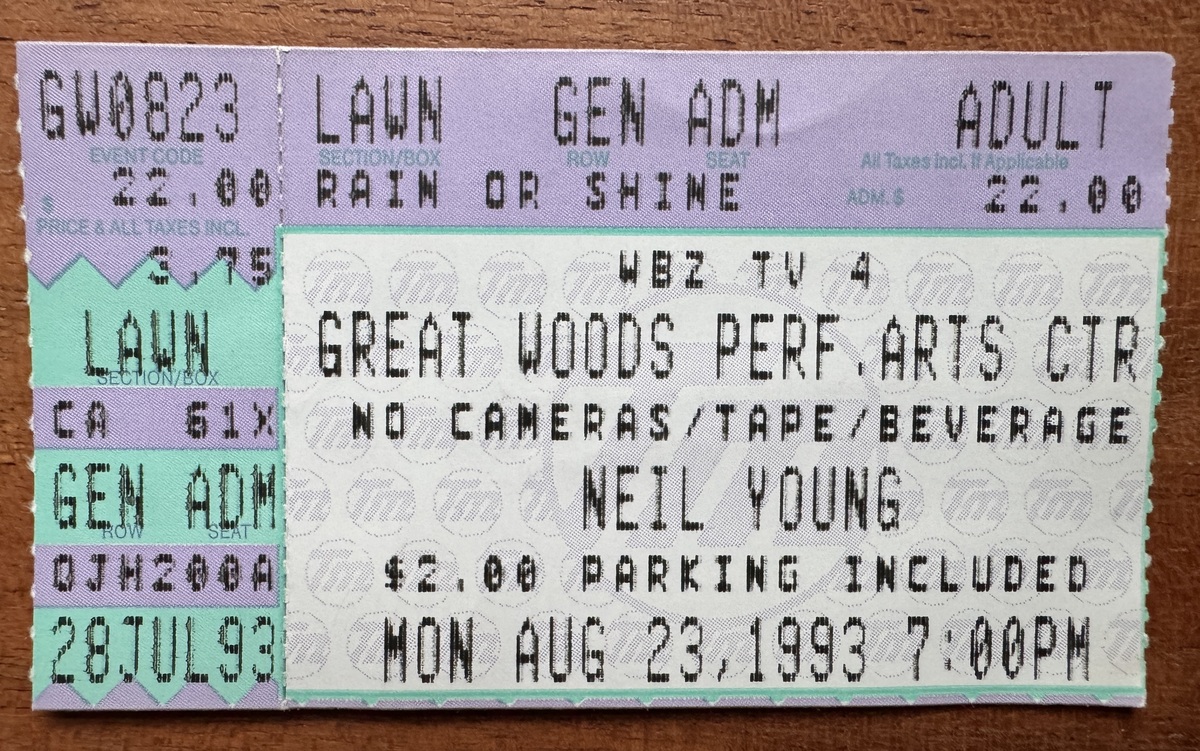 GW0823
EVENT CODE
22.00
$
PRICE & ALL TAXES INCL.
3.75
LAWN
SECTION/BOX
CA 61X
GEN ADM
ROW SEAT
OJH200A
28JUL93
LAWN GEN ADM ADULT
SECTION/BOX ROW SEAT All Taxes Incl. If Applicable
RAIN OR SHINE ADM. $ 22.00
WBZ TV 4
GREAT WOODS PERF.ARTS CTR
NO CAMERAS/TAPE/BEVERAGE
NEIL YOUNG
$2.00 PARKING INCLUDED
MON AUG 23,1993 7:00PM